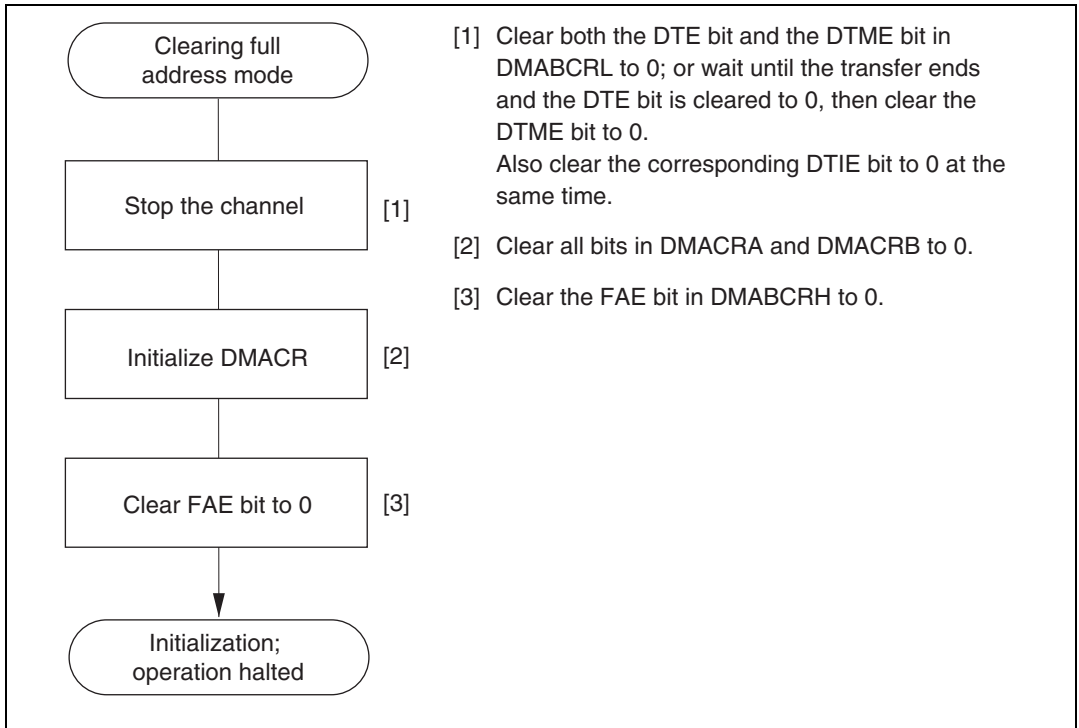 Clearing full
address mode
Stop the channel
[1]
Initialize DMACR
[2]
Clear FAE bit to 0
[3]
Initialization;
operation halted
[1] Clear both the DTE bit and the DTME bit in
DMABCRL to 0; or wait until the transfer ends
and the DTE bit is cleared to 0, then clear the
DTME bit to 0.
Also clear the corresponding DTIE bit to 0 at the
same time.
[2] Clear all bits in DMACRA and DMACRB to 0.
[3] Clear the FAE bit in DMABCRH to 0.